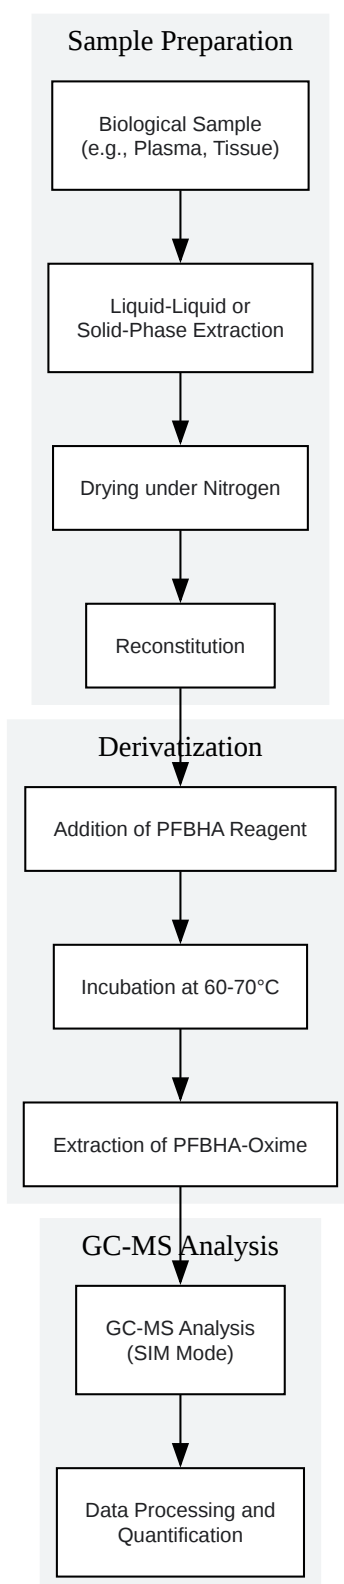 Sample Preparation
Biological Sample
(e.g., Plasma, Tissue)
Liquid-Liquid or
Solid-Phase Extraction
Drying under Nitrogen
Reconstitution
Derivatization
Addition of PFBHA Reagent
Incubation at 60-70°C
Extraction of PFBHA-Oxime
GC-MS Analysis
GC-MS Analysis
(SIM Mode)
Data Processing and
Quantification